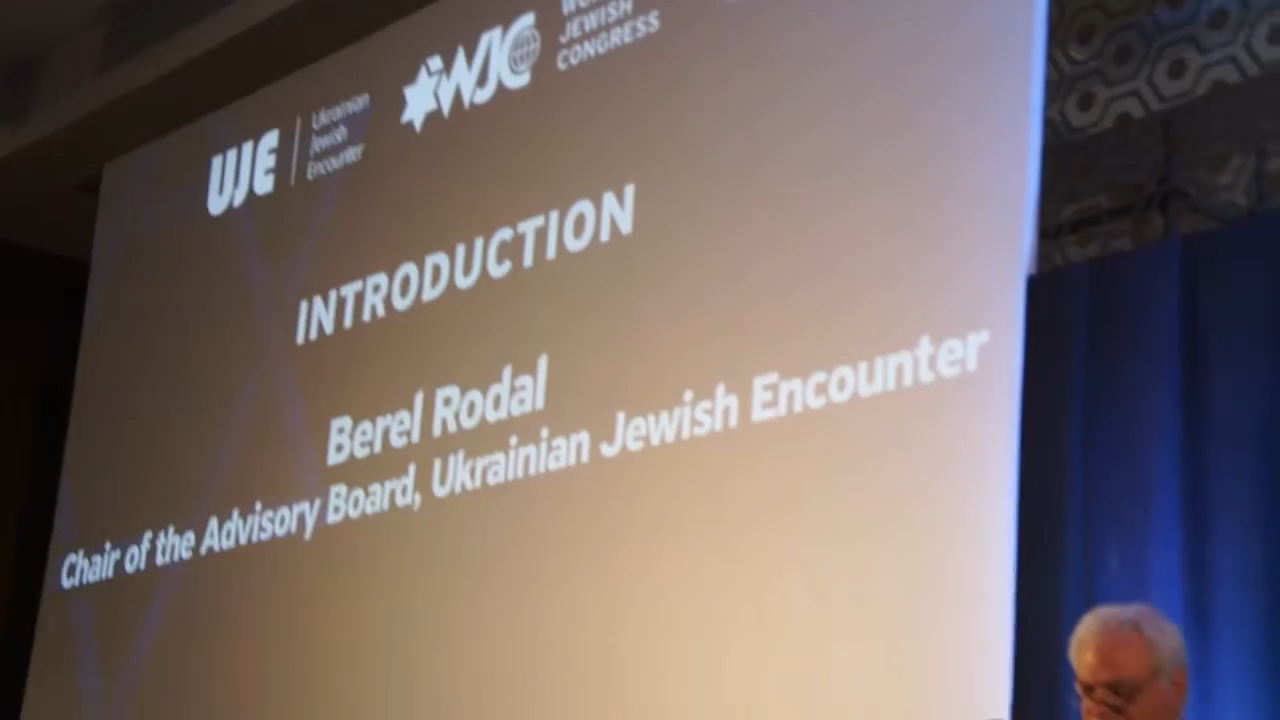 UJE
Ukrainian
Jewish
Encounter
WJC
JEWISH
CONGRESS
INTRODUCTION
Berel Rodal
Chair of the Advisory Board, Ukrainian Jewish Encounter